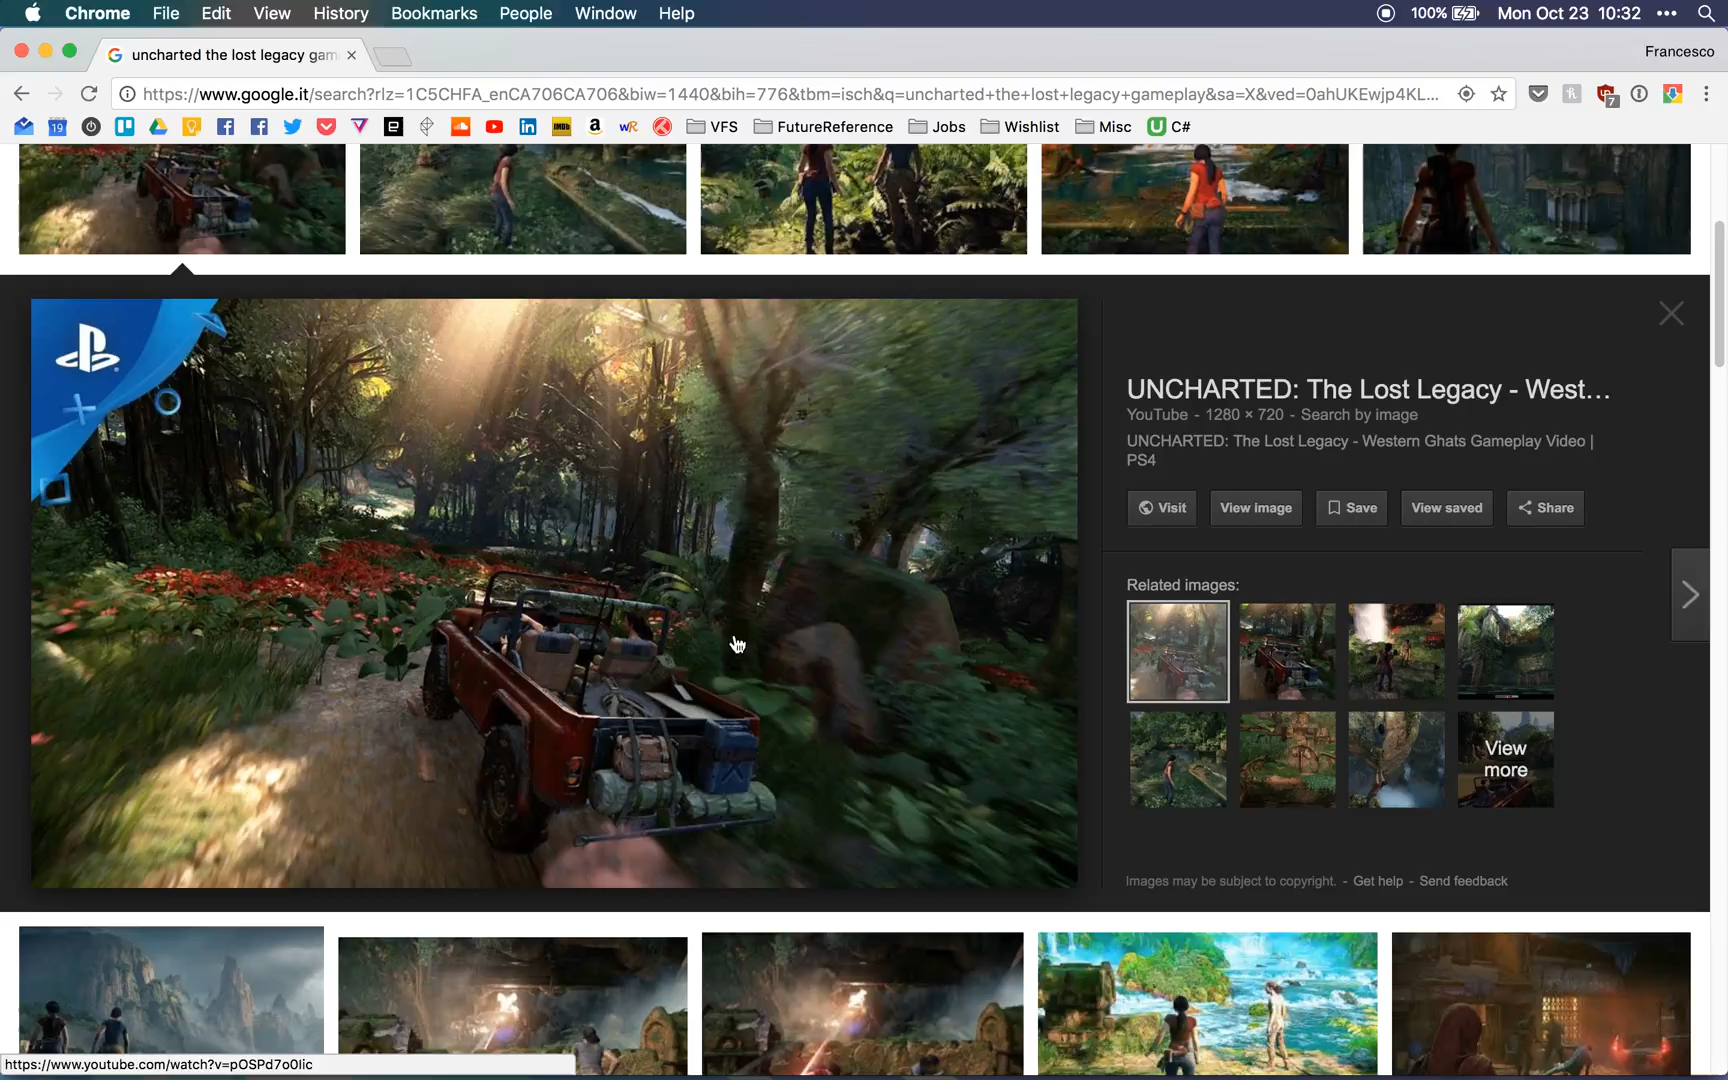 Chrome File Edit View History Bookmarks People Window Help 100% Mon Oct 23 10:32
uncharted the lost legacy gam Francesco
https://www.google.it/search?rlz=1C5CHFA_enCA706CA706&biw=1440&bih=776&tbm=isch&q=uncharted+the+lost+legacy+gameplay&sa=X&ved=0ahUKEwjp4KL... 7
19 IMDb a wR VFS FutureReference Jobs Wishlist Misc U C#
UNCHARTED: The Lost Legacy - West...
YouTube - 1280 × 720 - Search by image
UNCHARTED: The Lost Legacy - Western Ghats Gameplay Video |
PS4
Visit View image Save View saved Share
Related images:
View
more
Images may be subject to copyright. - Get help - Send feedback
https://www.youtube.com/watch?v=pOSPd7o0lic